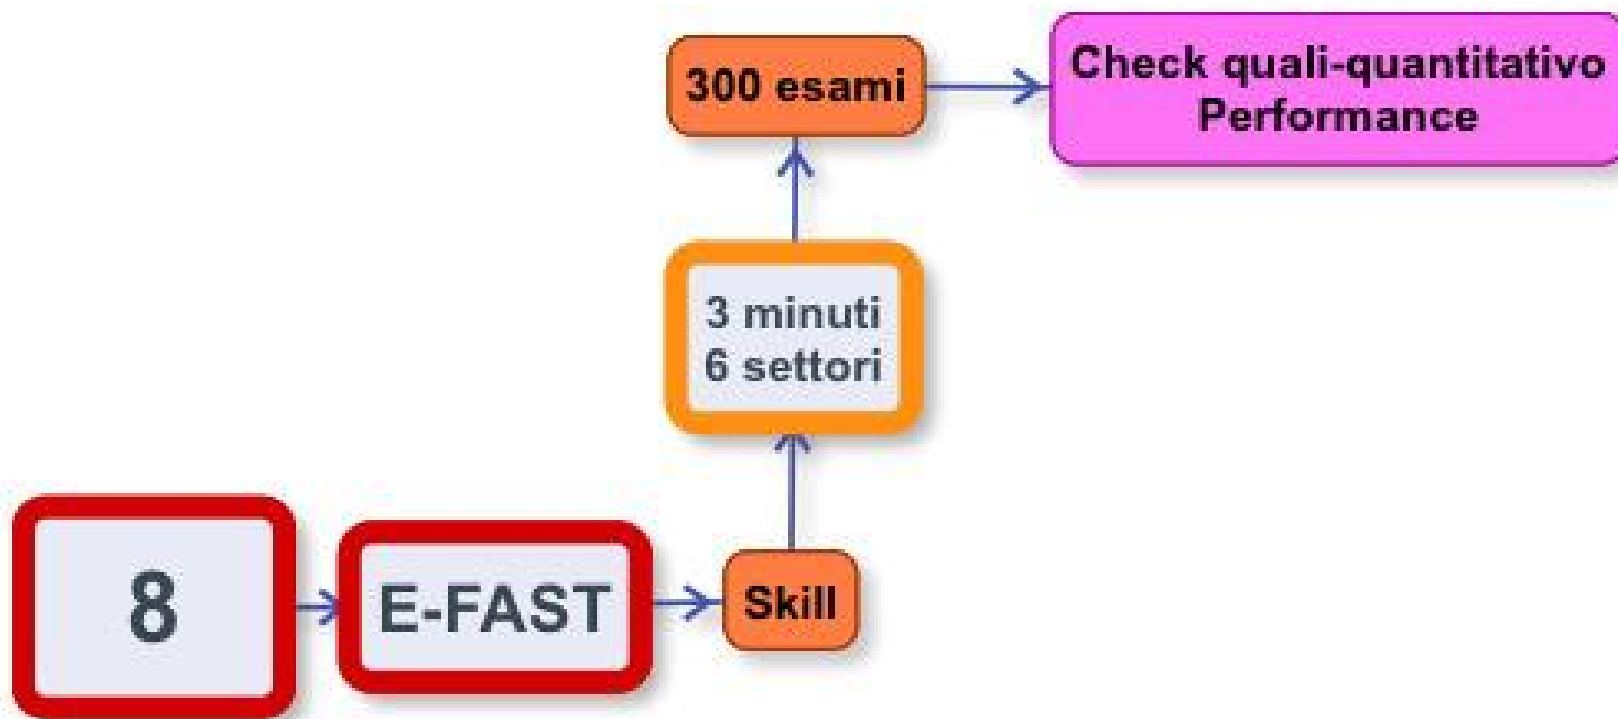 300 esami
Check quali-quantitativo
Performance
3 minuti
6 settori
8
E-FAST
Skill